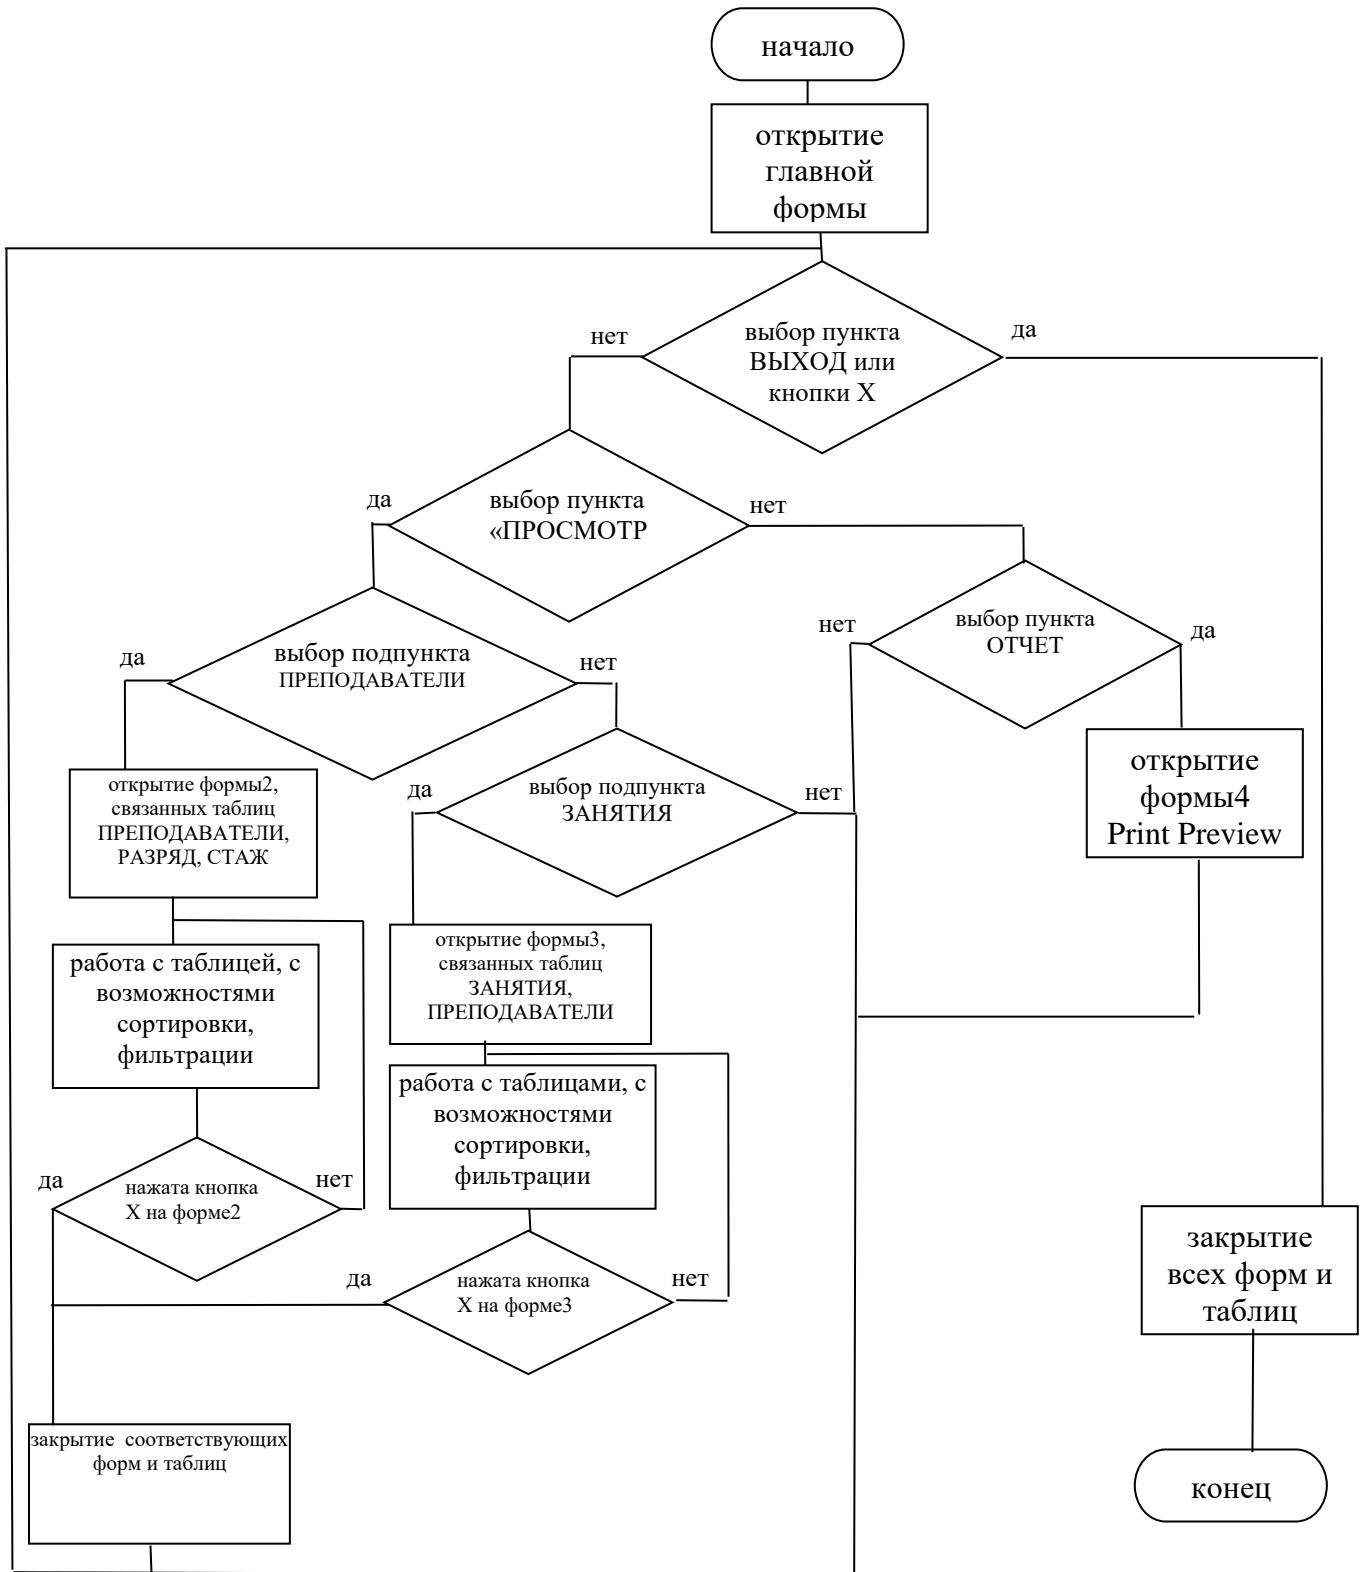 начало
открытие
главной
формы
нет
да
выбор пункта
ВЫХОД или
кнопки X
да
выбор пункта
«ПРОСМОТР
нет
нет
выбор пункта
ОТЧЕТ
да
да
выбор подпункта
ПРЕПОДАВАТЕЛИ
нет
открытие
формы4
Print Preview
открытие формы2,
связанных таблиц
ПРЕПОДАВАТЕЛИ,
РАЗРЯД, СТАЖ
да
выбор подпункта
ЗАНЯТИЯ
нет
открытие формы3,
связанных таблиц
ЗАНЯТИЯ,
ПРЕПОДАВАТЕЛИ
работа с таблицей, с
возможностями
сортировки,
фильтрации
работа с таблицами, с
возможностями
сортировки,
фильтрации
да
нажата кнопка
X на форме2
нет
да
нажата кнопка
X на форме3
нет
закрытие
всех форм и
таблиц
закрытие соответствующих
форм и таблиц
конец